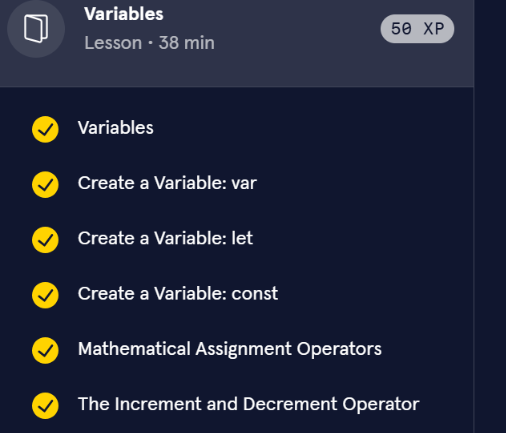 Variables
Lesson · 38 min
50 XP
Variables
Create a Variable: var
Create a Variable: let
Create a Variable: const
Mathematical Assignment Operators
The Increment and Decrement Operator